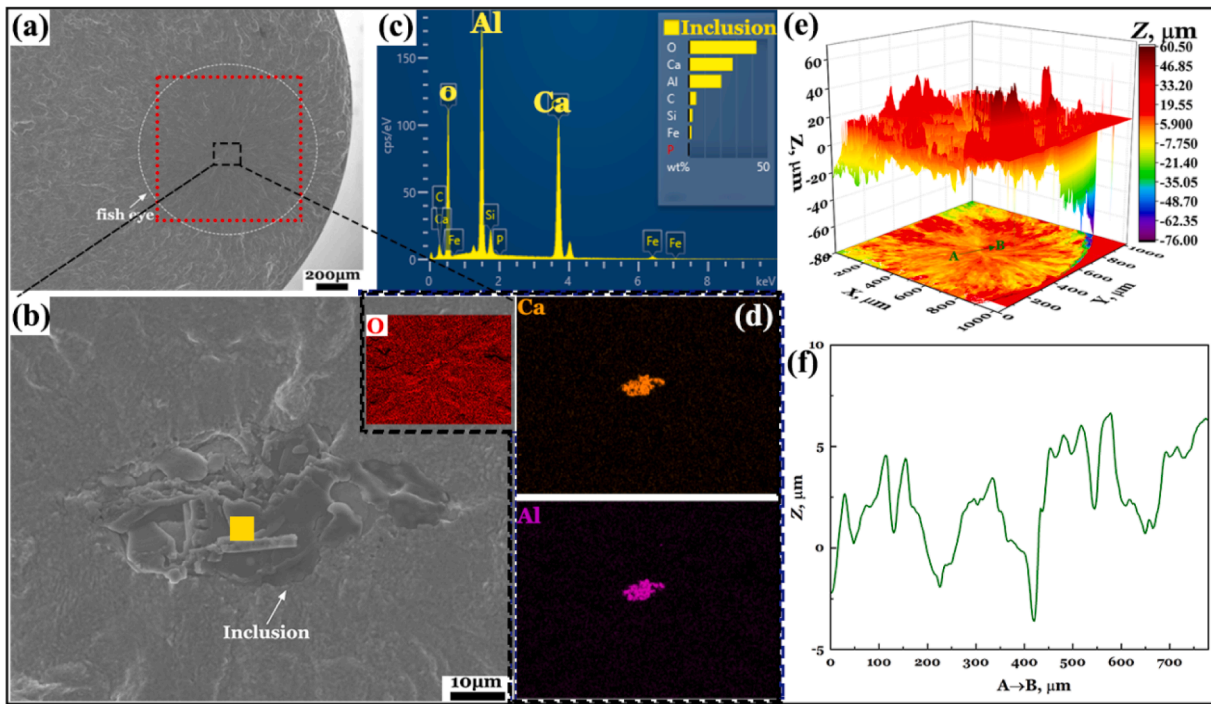 (a)
fish eye
200μm
(b)
Inclusion
10μm
(c)
Al
O
Ca
150
100
50
0
cps/eV
C
Ca
Fe
Si
P
Fe
Fe
0
2
4
6
8
keV
Inclusion
O
Ca
Al
C
Si
Fe
P
wt%
50
O
Ca
(d)
Al
(e)
Z, μm
60.50
46.85
33.20
19.55
5.900
-7.750
-21.40
-35.05
-48.70
-62.35
-76.00
60
40
20
0
-20
-40
-60
-80
Z, μm
A
B
200
400
600
800
1000
X, μm
0
200
400
600
800
1000
Y, μm
(f)
10
5
0
-5
Z, μm
0 100 200 300 400 500 600 700
A→B, μm